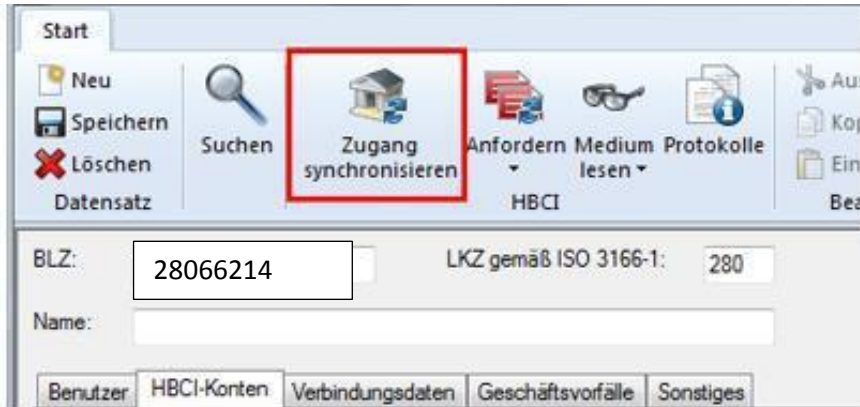 Start
Neu
Speichern
Löschen
Datensatz
Suchen
Zugang
synchronisieren
Anfordern Medium Protokolle
lesen
HBCI
BLZ: 28066214 LKZ gemäß ISO 3166-1: 280
Name:
Benutzer HBCI-Konten Verbindungsdaten Geschäftsvorfälle Sonstiges